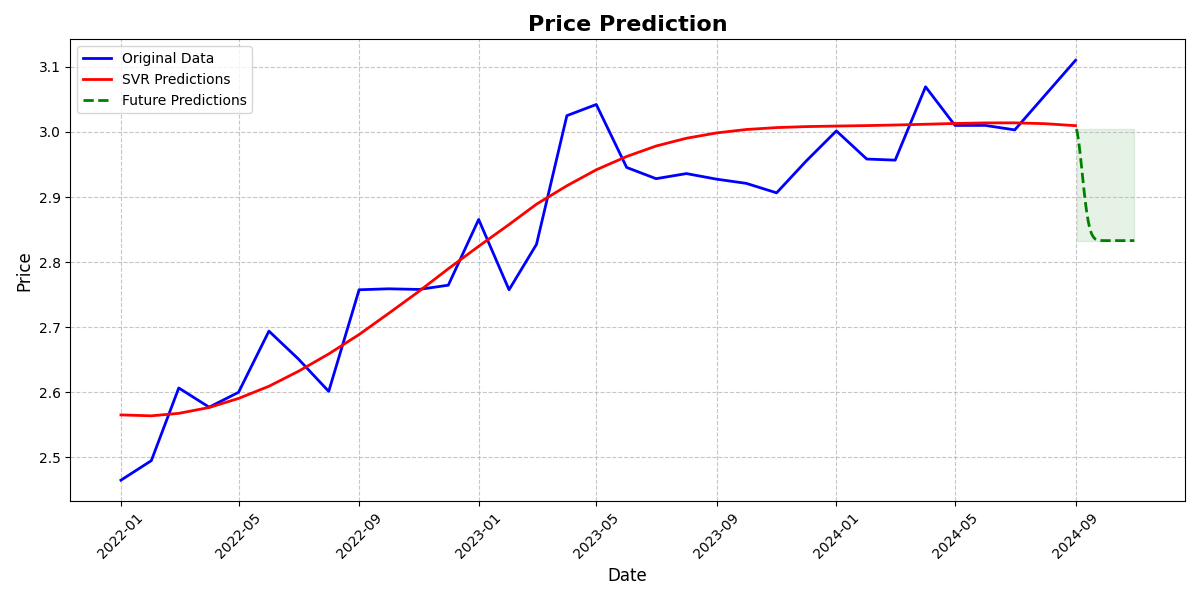 Price Prediction
Original Data
SVR Predictions
Future Predictions
Price
3.1
3.0
2.9
2.8
2.7
2.6
2.5
2022-01
2022-05
2022-09
2023-01
2023-05
2023-09
2024-01
2024-05
2024-09
Date